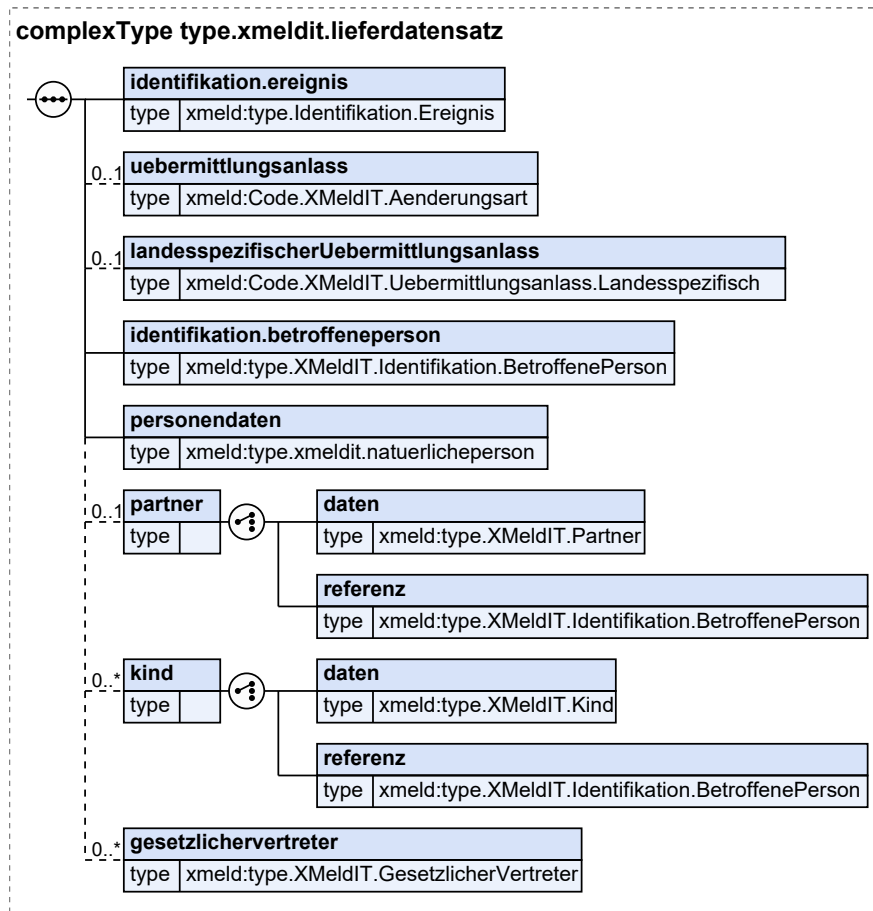 complexType type.xmeldit.lieferdatensatz
identifikation.ereignis
type xmeld:type.Identifikation.Ereignis
0..1 uebermittlungsanlass
type xmeld:Code.XMeldIT.Aenderungsart
0..1 landesspezifischerUebermittlungsanlass
type xmeld:Code.XMeldIT.Uebermittlungsanlass.Landesspezifisch
identifikation.betroffeneperson
type xmeld:type.XMeldIT.Identifikation.BetroffenePerson
personendaten
type xmeld:type.xmeldit.natuerlicheperson
0..1 partner daten
type type xmeld:type.XMeldIT.Partner
referenz
type xmeld:type.XMeldIT.Identifikation.BetroffenePerson
0..* kind daten
type type xmeld:type.XMeldIT.Kind
referenz
type xmeld:type.XMeldIT.Identifikation.BetroffenePerson
0..* gesetzlichervertreter
type xmeld:type.XMeldIT.GesetzlicherVertreter